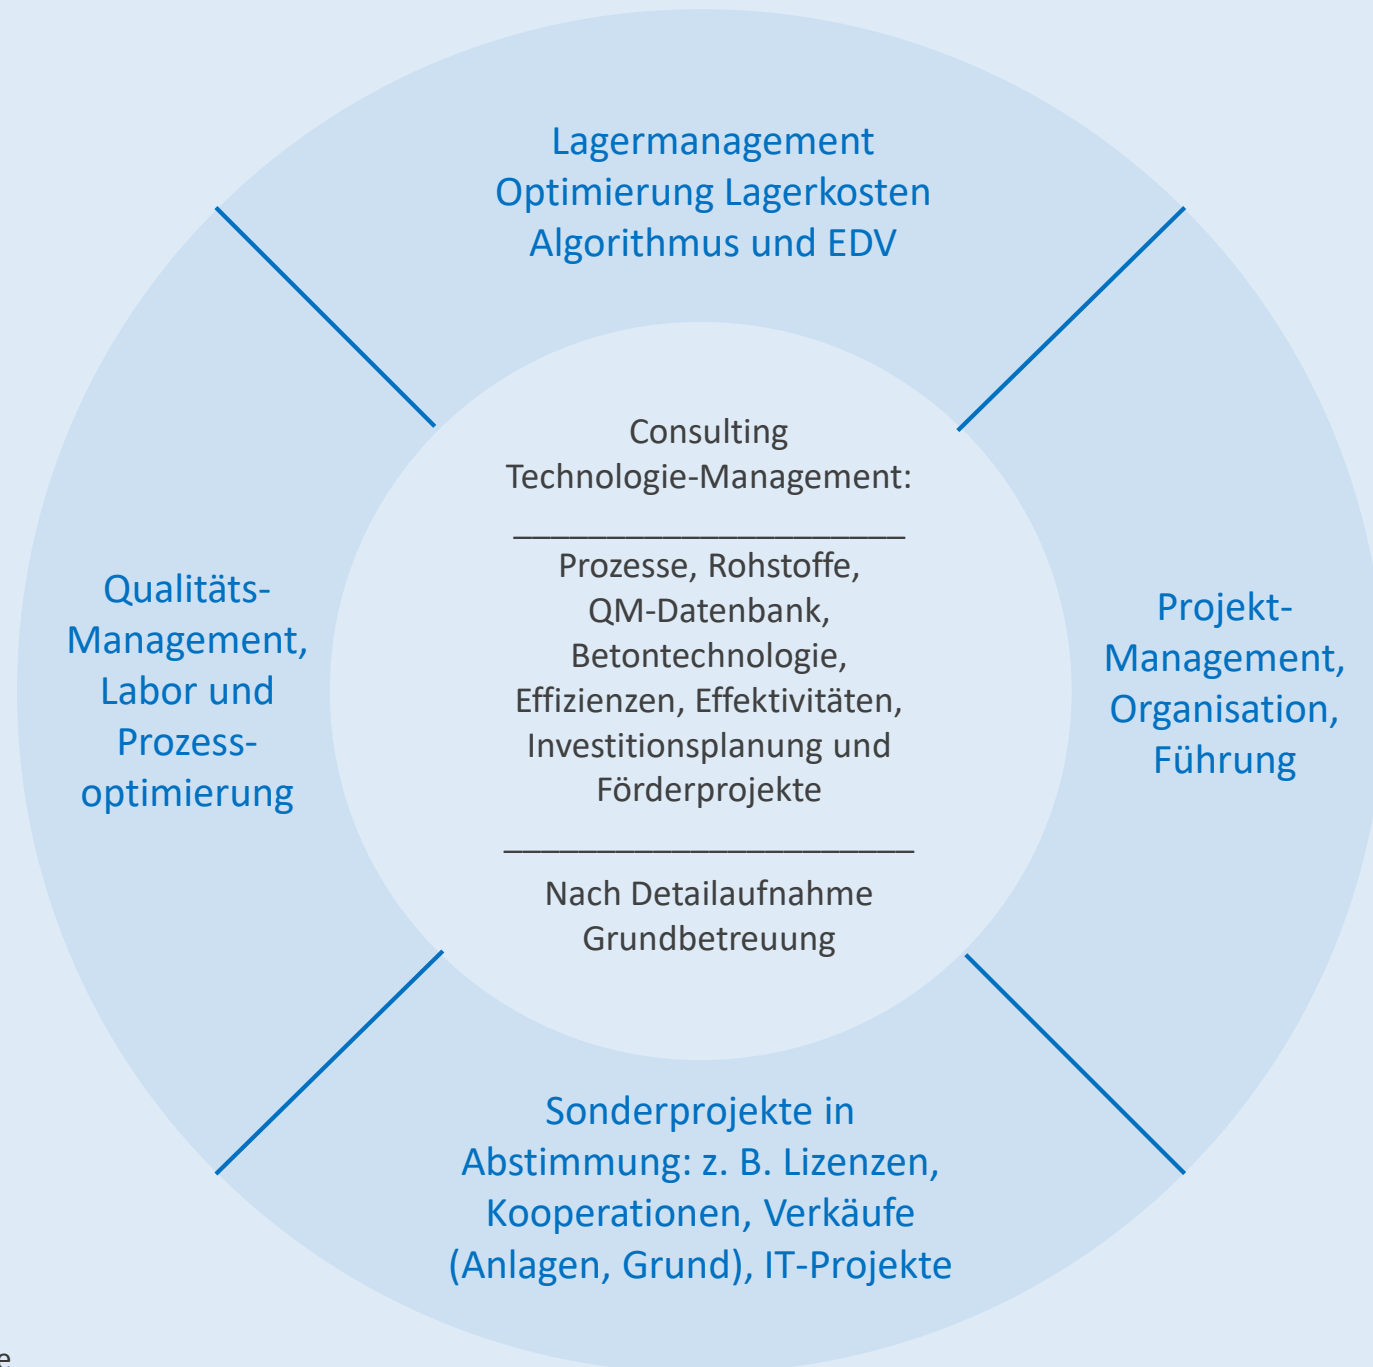 Lagermanagement
Optimierung Lagerkosten
Algorithmus und EDV
Consulting
Technologie-Management:
Prozesse, Rohstoffe,
QM-Datenbank,
Betontechnologie,
Effizienzen, Effektivitäten,
Investitionsplanung und
Förderprojekte
Nach Detailaufnahme
Grundbetreuung
Qualitäts-
Management,
Labor und
Prozess-
optimierung
Projekt-
Management,
Organisation,
Führung
Sonderprojekte in
Abstimmung: z. B. Lizenzen,
Kooperationen, Verkäufe
(Anlagen, Grund), IT-Projekte